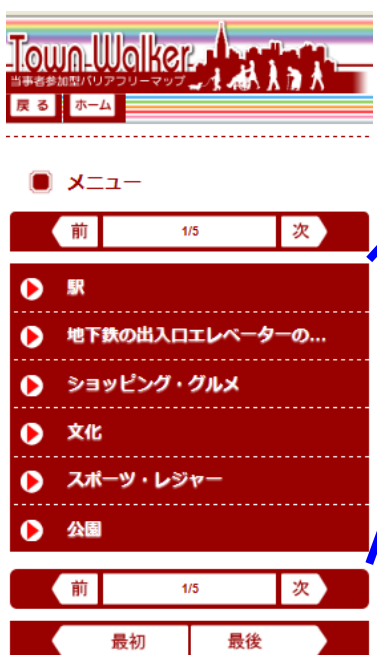 Town Walker
当事者参加型バリアフリーマップ
戻る ホーム
メニュー
前 1/5 次
駅
地下鉄の出入口エレベーターの...
ショッピング・グルメ
文化
スポーツ・レジャー
公園
前 1/5 次
最初 最後